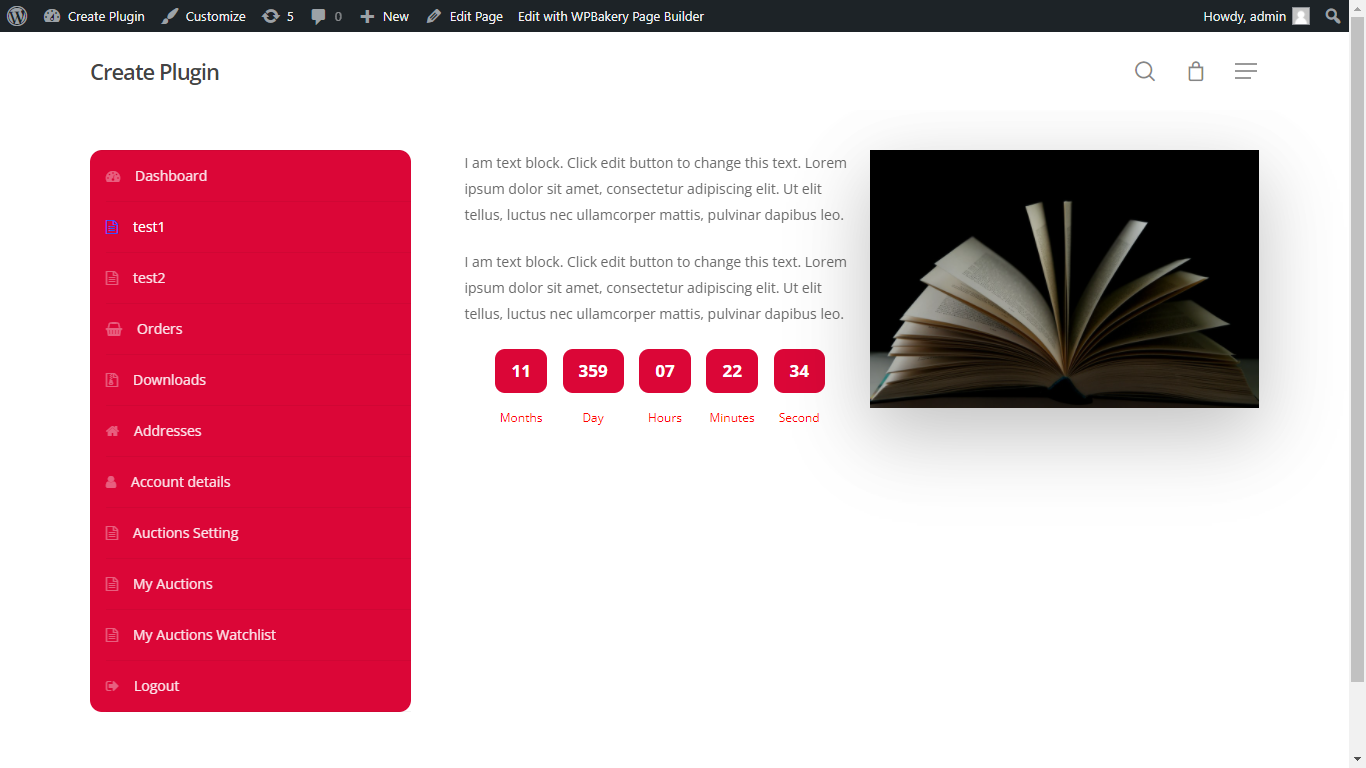 Create Plugin Customize 5 0 New Edit Page Edit with WPBakery Page Builder Howdy, admin
Create Plugin
Dashboard
test1
test2
Orders
Downloads
Addresses
Account details
Auctions Setting
My Auctions
My Auctions Watchlist
Logout
I am text block. Click edit button to change this text. Lorem
ipsum dolor sit amet, consectetur adipiscing elit. Ut elit
tellus, luctus nec ullamcorper mattis, pulvinar dapibus leo.
I am text block. Click edit button to change this text. Lorem
ipsum dolor sit amet, consectetur adipiscing elit. Ut elit
tellus, luctus nec ullamcorper mattis, pulvinar dapibus leo.
11 359 07 22 34
Months Day Hours Minutes Second